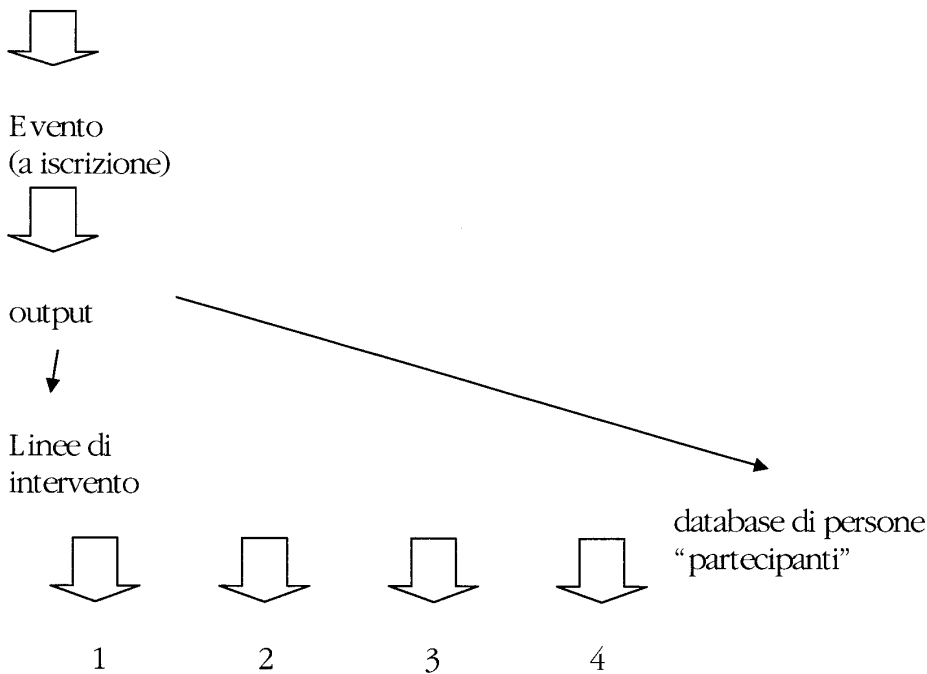 Evento
(a iscrizione)
output
Linee di
intervento
database di persone
“partecipanti”
1 2 3 4